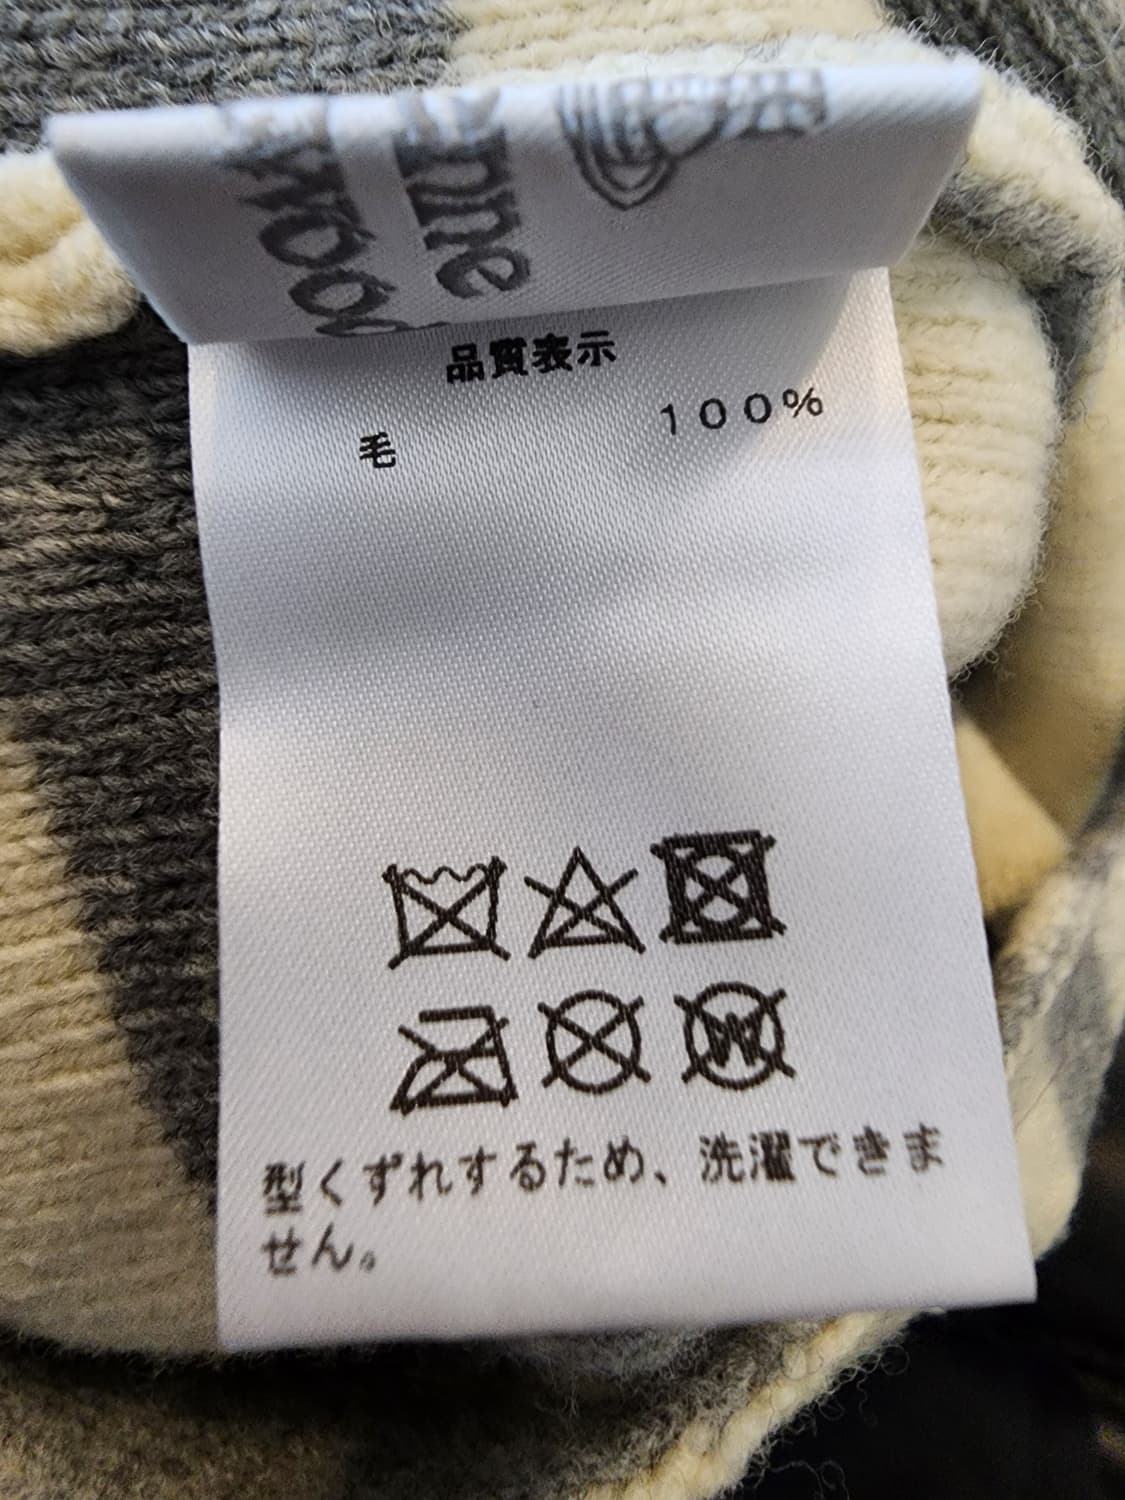 品質表示
毛 100%
型くずれするため、洗濯できま
せん。